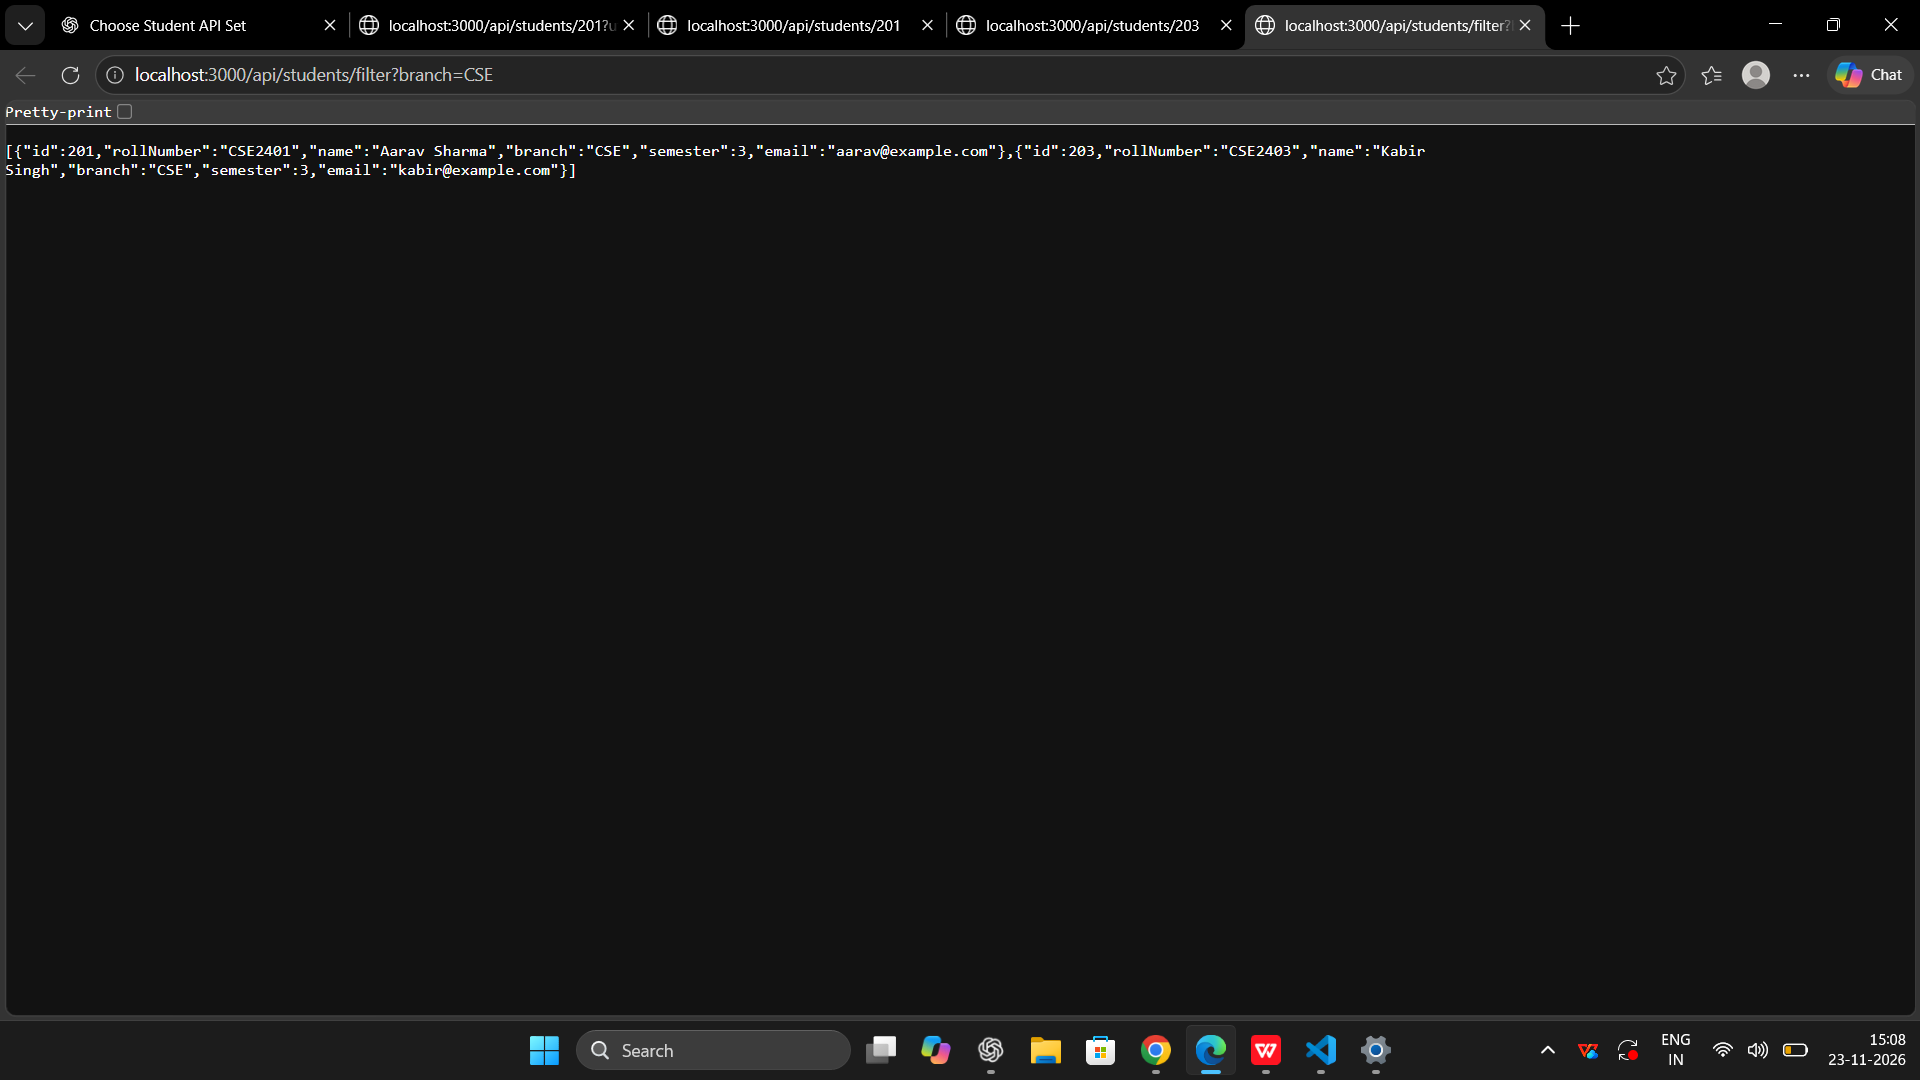 Choose Student API Set
localhost:3000/api/students/201?u
localhost:3000/api/students/201
localhost:3000/api/students/203
localhost:3000/api/students/filter?
localhost:3000/api/students/filter?branch=CSE
Chat
Pretty-print
[{"id":201,"rollNumber":"CSE2401","name":"Aarav Sharma","branch":"CSE","semester":3,"email":"aarav@example.com"},{"id":203,"rollNumber":"CSE2403","name":"Kabir
Singh","branch":"CSE","semester":3,"email":"kabir@example.com"}]
Search
ENG
IN
15:08
23-11-2026